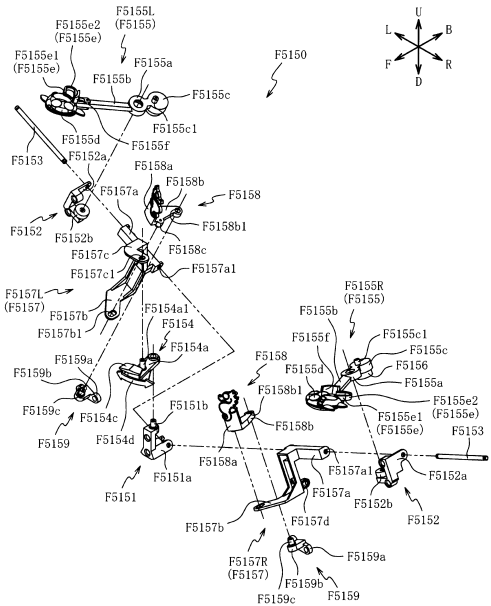 F5155L
(F5155)
F5155e2
(F5155e)
F5155a
F5155e1
(F5155e)
F5155b
F5155c
F5150
U
L
B
F
R
D
F5155c1
F5155d
F5155f
F5153
F5152a
F5158a
F5158b
F5157a
F5158
F5152
F5152b
F5158b1
F5157c
F5158c
F5157c1
F5157a1
F5157L
(F5157)
F5157b
F5157b1
F5155R
(F5155)
F5155b
F5154a1
F5154
F5155f
F5155c1
F5154a
F5158
F5155d
F5155c
F5159a
F5159b
F5156
F5158b1
F5155a
F5159c
F5154c
F5151b
F5155e2
(F5155e)
F5154d
F5158b
F5155e1
(F5155e)
F5159
F5153
F5158a
F5151a
F5157a1
F5151
F5157a
F5152a
F5152b
F5157d
F5152
F5157b
F5157R
(F5157)
F5159a
F5159b
F5159c
F5159